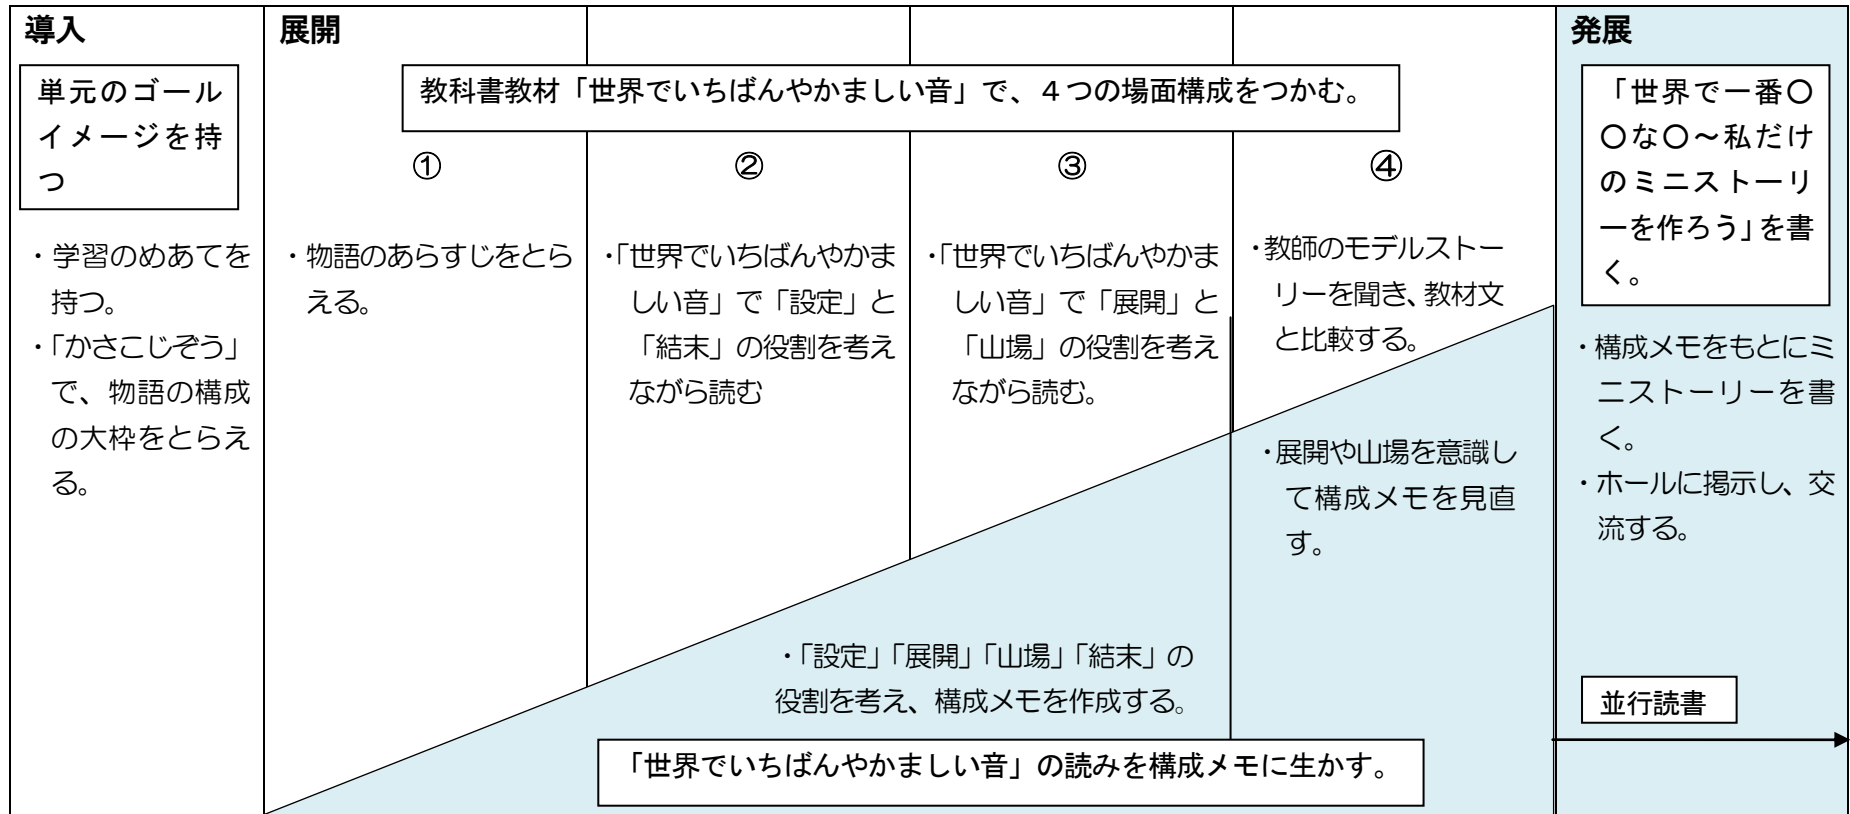 導入
単元のゴール
イメージを持
つ
・学習のめあてを
持つ。
・「かさこじぞう」
で、物語の構成
の大枠をとらえ
る。
展開
教科書教材「世界でいちばんやかましい音」で、４つの場面構成をつかむ。
①
・物語のあらすじをとら
える。
②
・「世界でいちばんやかま
しい音」で「設定」と
「結末」の役割を考え
ながら読む
③
・「世界でいちばんやかま
しい音」で「展開」と
「山場」の役割を考え
ながら読む。
④
・教師のモデルストー
リーを聞き、教材文
と比較する。
・展開や山場を意識し
て構成メモを見直
す。
・「設定」「展開」「山場」「結末」の
役割を考え、構成メモを作成する。
「世界でいちばんやかましい音」の読みを構成メモに生かす。
発展
「世界で一番〇
〇な〇～私だけ
のミニストーリ
ーを作ろう」を書
く。
・構成メモをもとにミ
ニストーリーを書
く。
・ホールに掲示し、交
流する。
並行読書